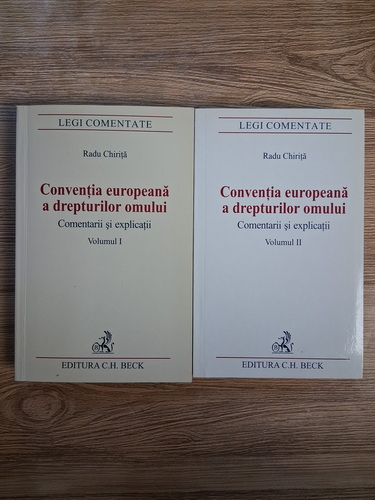 LEGI COMENTATE
Radu Chiriță
Convenția europeană
a drepturilor omului
Comentarii și explicații
Volumul I
EDITURA C.H. BECK
LEGI COMENTATE
Radu Chiriță
Convenția europeană
a drepturilor omului
Comentarii și explicații
Volumul II
EDITURA C.H. BECK